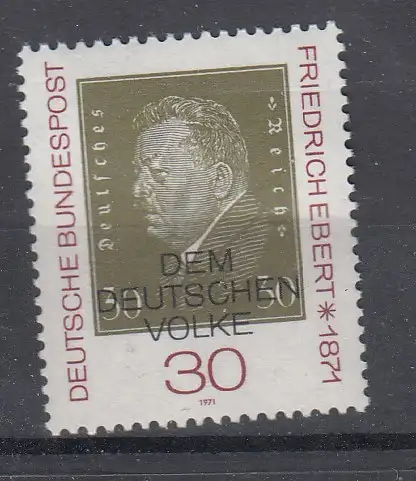 DEUTSCHE BUNDESPOST
FRIEDRICH EBERT * 1871
Deutsches
Reich
50 50
DEM
DEUTSCHEN
VOLKE
30
1971